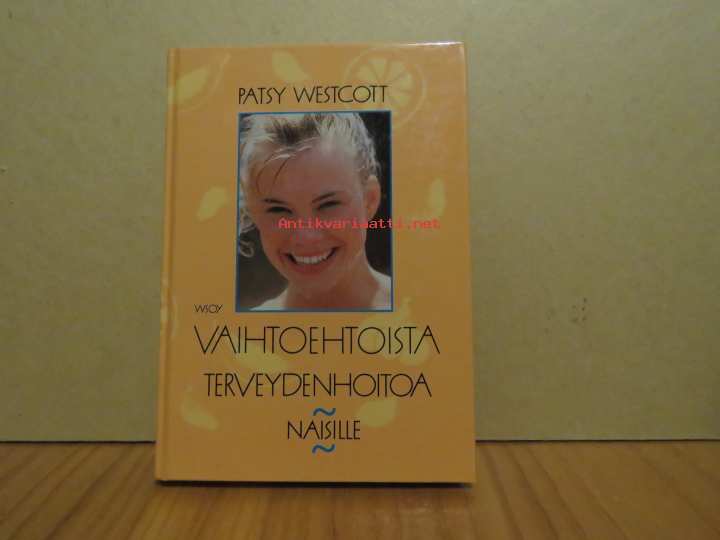 PATSY WESTCOTT
Antikvariaatti.net
WSOY
VAIHTOEHTOISTA
TERVEYDENHOITOA
NAISILLE